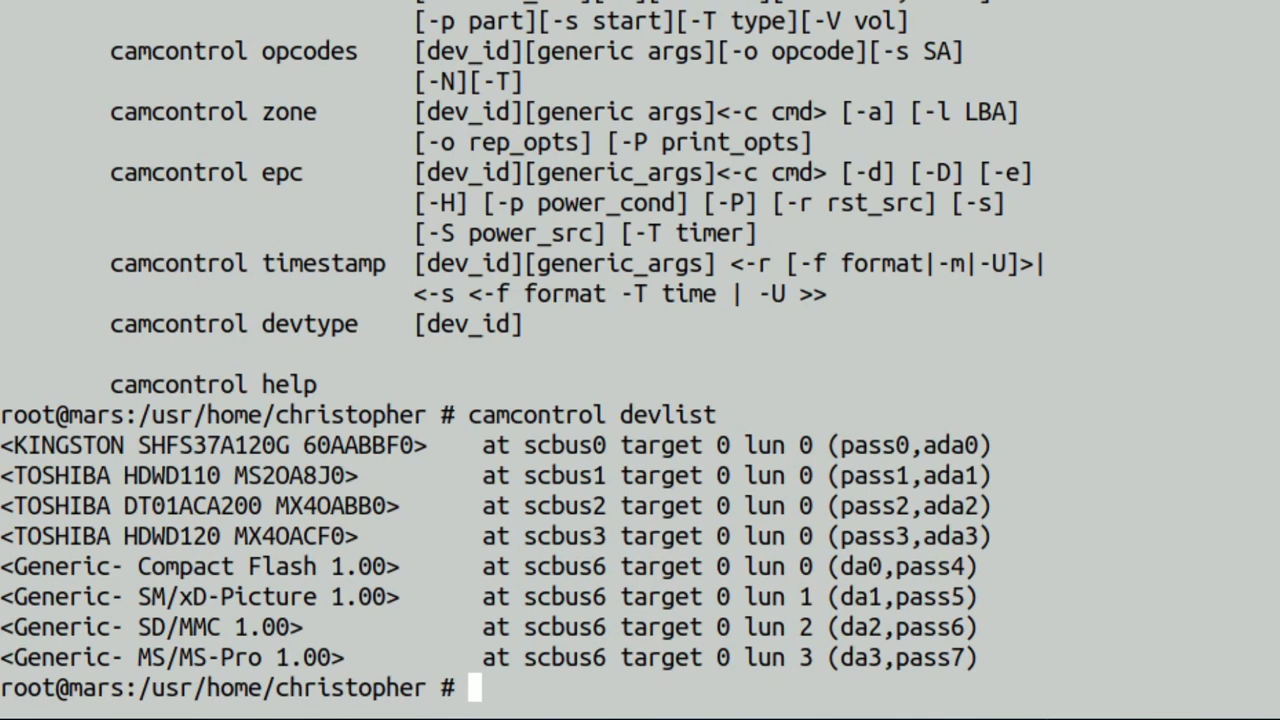 [-p part][-s start][-T type][-V vol]
camcontrol opcodes    [dev_id][generic args][-o opcode][-s SA]
[-N][-T]
camcontrol zone       [dev_id][generic args]<-c cmd> [-a] [-l LBA]
[-o rep_opts] [-P print_opts]
camcontrol epc        [dev_id][generic_args]<-c cmd> [-d] [-D] [-e]
[-H] [-p power_cond] [-P] [-r rst_src] [-s]
[-S power_src] [-T timer]
camcontrol timestamp  [dev_id][generic_args] <-r [-f format|-m|-U]>|
<-s <-f format -T time | -U >>
camcontrol devtype    [dev_id]
camcontrol help
root@mars:/usr/home/christopher # camcontrol devlist
<KINGSTON SHFS37A120G 60AABBF0>    at scbus0 target 0 lun 0 (pass0,ada0)
<TOSHIBA HDWD110 MS2OA8J0>         at scbus1 target 0 lun 0 (pass1,ada1)
<TOSHIBA DT01ACA200 MX4OABB0>      at scbus2 target 0 lun 0 (pass2,ada2)
<TOSHIBA HDWD120 MX4OACF0>         at scbus3 target 0 lun 0 (pass3,ada3)
<Generic- Compact Flash 1.00>      at scbus6 target 0 lun 0 (da0,pass4)
<Generic- SM/xD-Picture 1.00>      at scbus6 target 0 lun 1 (da1,pass5)
<Generic- SD/MMC 1.00>             at scbus6 target 0 lun 2 (da2,pass6)
<Generic- MS/MS-Pro 1.00>          at scbus6 target 0 lun 3 (da3,pass7)
root@mars:/usr/home/christopher #